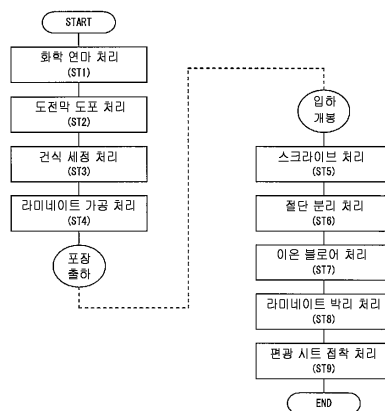 START
화학 연마 처리
(ST1)
도전막 도포 처리
(ST2)
건식 세정 처리
(ST3)
라미네이트 가공 처리
(ST4)
포장
출하
입하
개봉
스크라이브 처리
(ST5)
절단 분리 처리
(ST6)
이온 블로어 처리
(ST7)
라미네이트 박리 처리
(ST8)
편광 시트 접착 처리
(ST9)
END